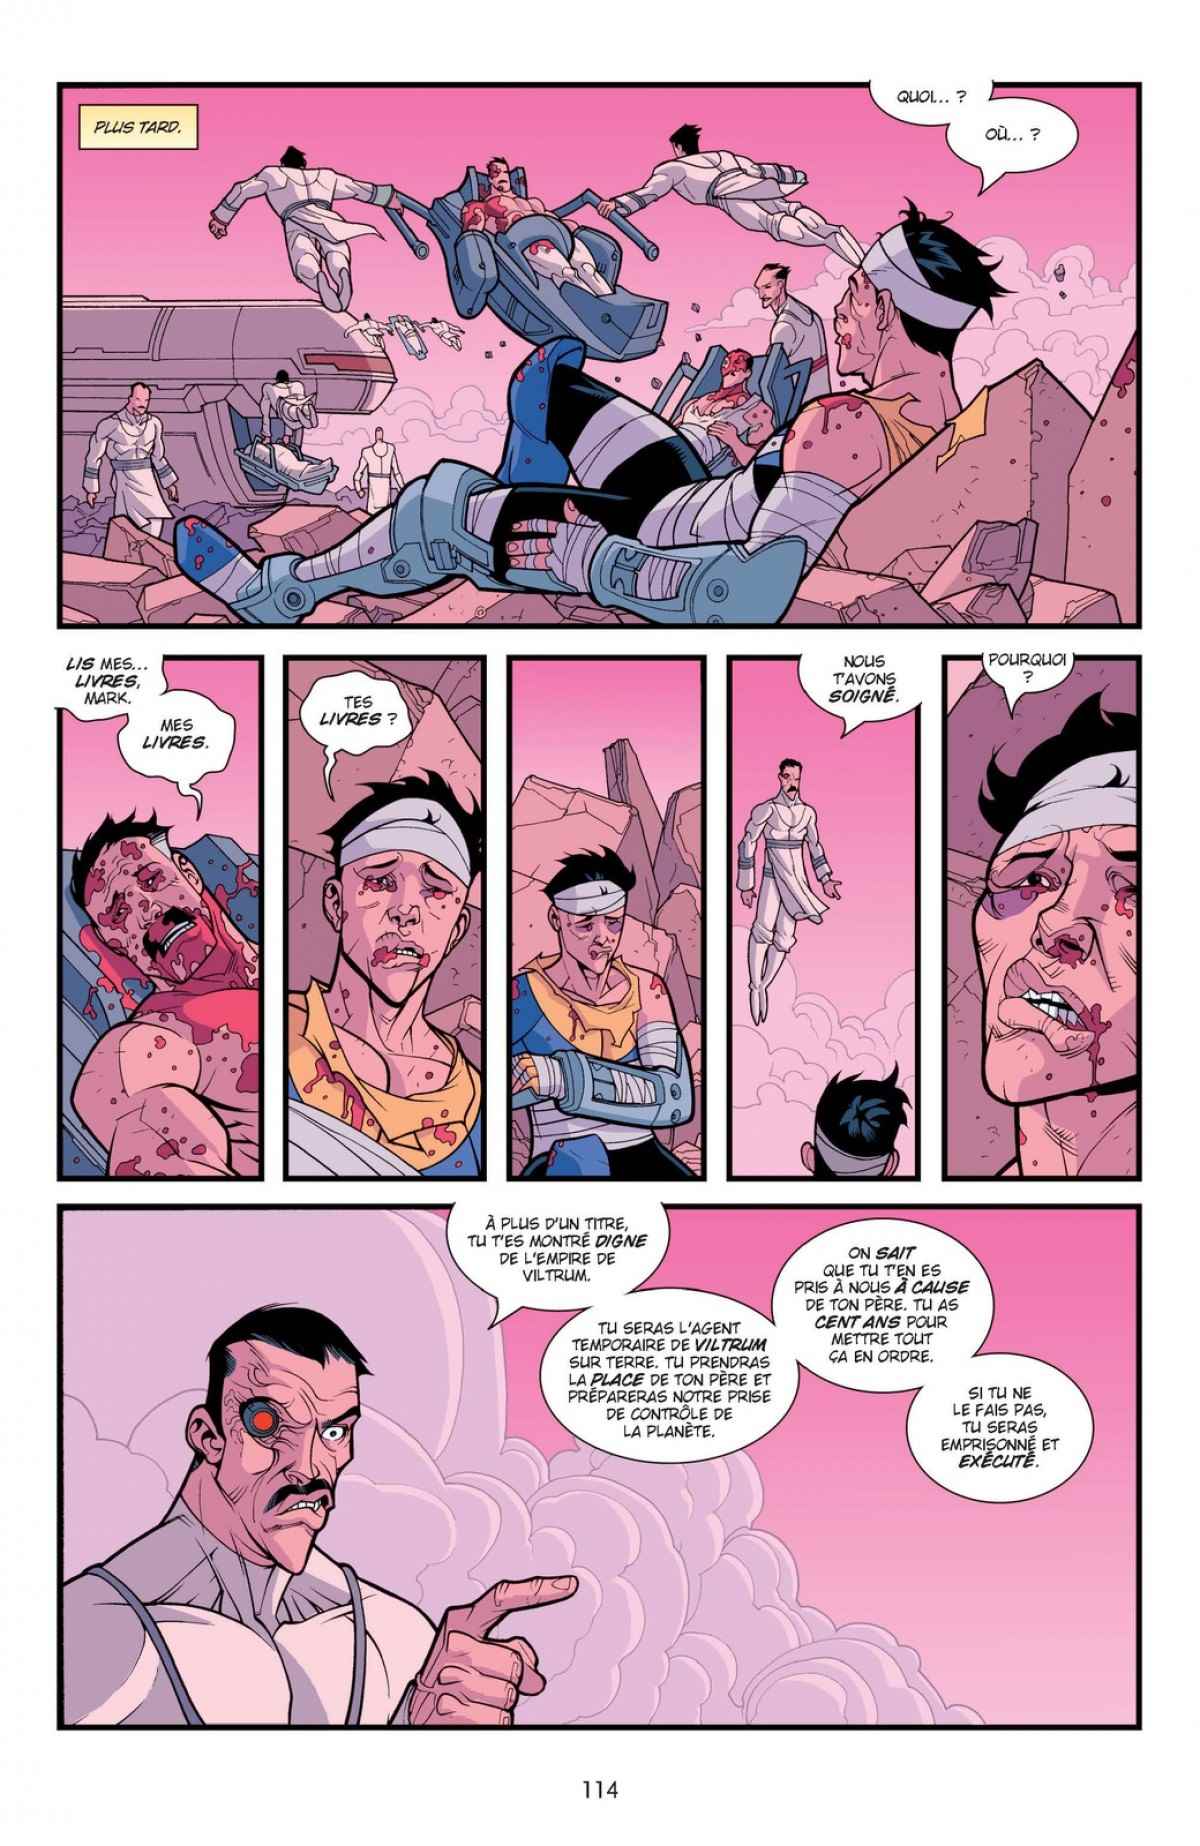 PLUS TARD.
QUOI... ?
OÙ... ?
LIS MES...
LIVRES,
MARK.
MES
LIVRES.
TES
LIVRES ?
NOUS
T'AVONS
SOIGNÉ.
POURQUOI
?
À PLUS D'UN TITRE,
TU T'ES MONTRÉ DIGNE
DE L'EMPIRE DE
VILTRUM.
TU SERAS L'AGENT
TEMPORAIRE DE VILTRUM
SUR TERRE. TU PRENDRAS
LA PLACE DE TON PÈRE ET
PRÉPARERAS NOTRE PRISE
DE CONTRÔLE DE
LA PLANÈTE.
ON SAIT
QUE TU T'EN ES
PRIS À NOUS À CAUSE
DE TON PÈRE. TU AS
CENT ANS POUR
METTRE TOUT
ÇA EN ORDRE.
SI TU NE
LE FAIS PAS,
TU SERAS
EMPRISONNÉ ET
EXÉCUTÉ.
114